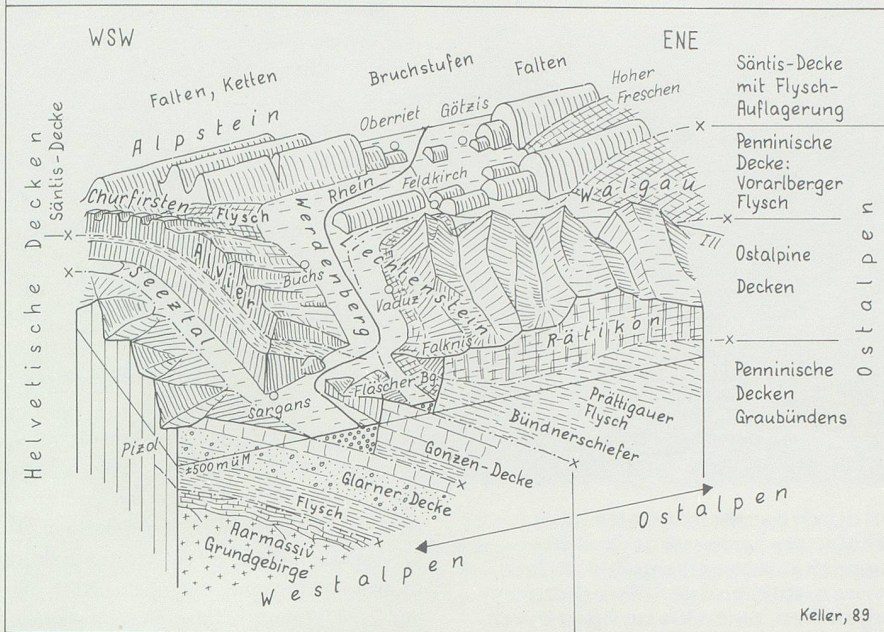 WSW
ENE
Falten, Ketten
Bruchstufen
Falten
Hoher
Freschen
Säntis-Decke
mit Flysch-
Auflagerung
Alpstein
Oberriet
Götzis
Penninische
Decke:
Vorarlberger
Flysch
Helvetische Decken
Säntis-Decke
Churfirsten
Flysch
Rhein
Feldkirch
Walgau
Ill
Werdenberg
Alvier
Buchs
Liechtenstein
Vaduz
Seeztal
Ostalpine
Decken
Ostalpen
Falknis
Rätikon
Fläscher Bg.
Sargans
Penninische
Decken
Graubündens
Prättigauer
Flysch
Bündnerschiefer
Pizol
±500müM
Gonzen-Decke
Glarner Decke
Flysch
Aarmassiv
Grundgebirge
Westalpen
Ostalpen
Keller, 89